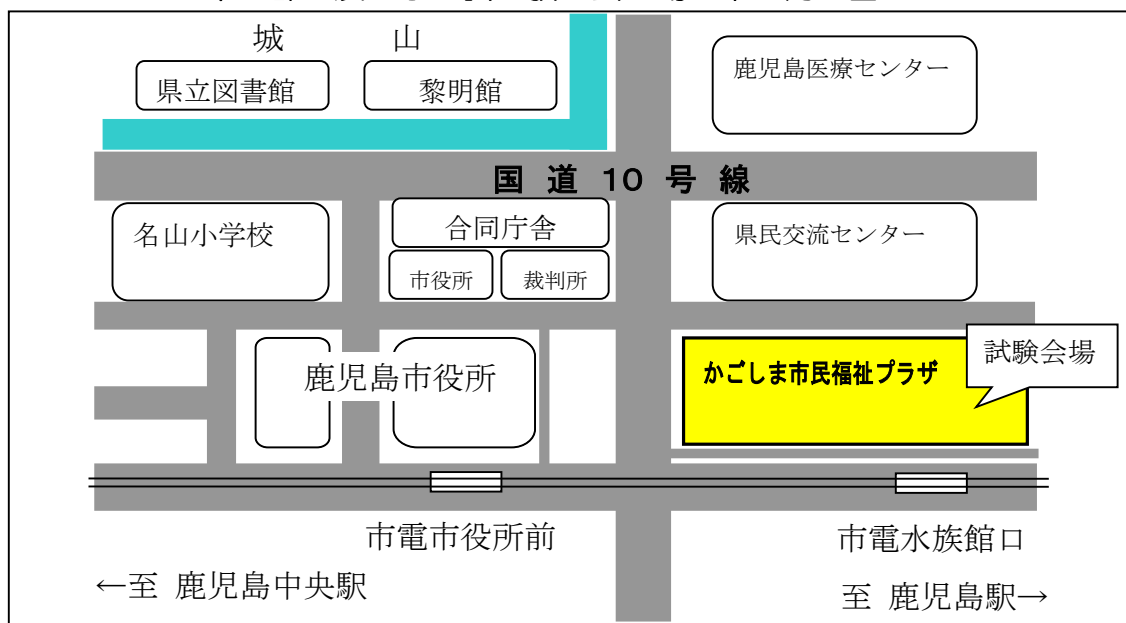 城 山
県立図書館
黎明館
鹿児島医療センター
国 道 10 号 線
名山小学校
合同庁舎
県民交流センター
市役所
裁判所
鹿児島市役所
かごしま市民福祉プラザ
試験会場
市電市役所前
市電水族館口
←至 鹿児島中央駅
至 鹿児島駅→